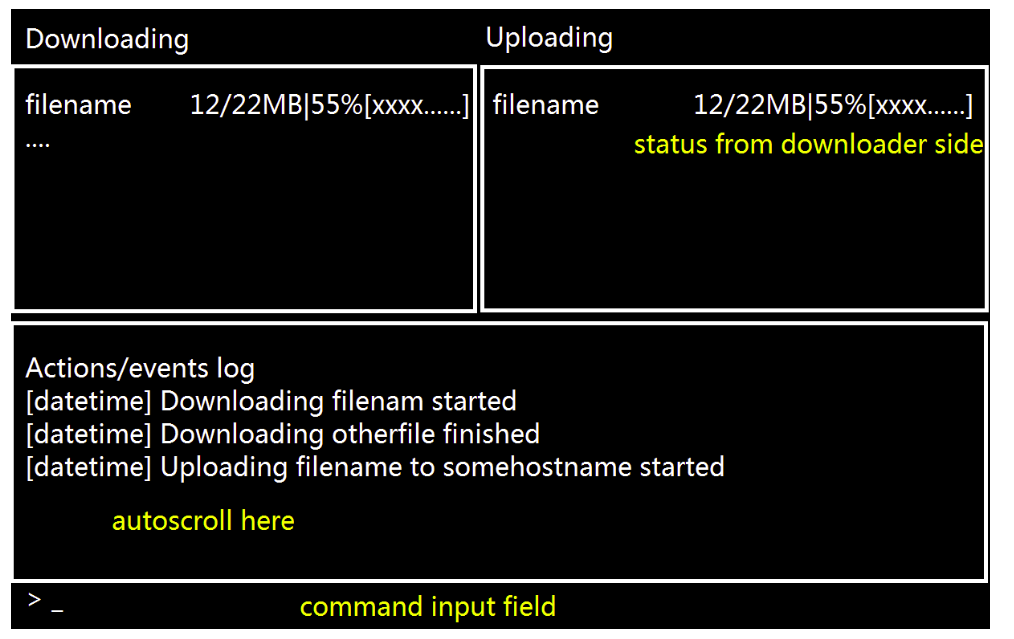 Downloading
Uploading
filename 12/22MB|55%[xxxx......]
....
filename 12/22MB|55%[xxxx......]
status from downloader side
Actions/events log
[datetime] Downloading filenam started
[datetime] Downloading otherfile finished
[datetime] Uploading filename to somehostname started
autoscroll here
> _
command input field